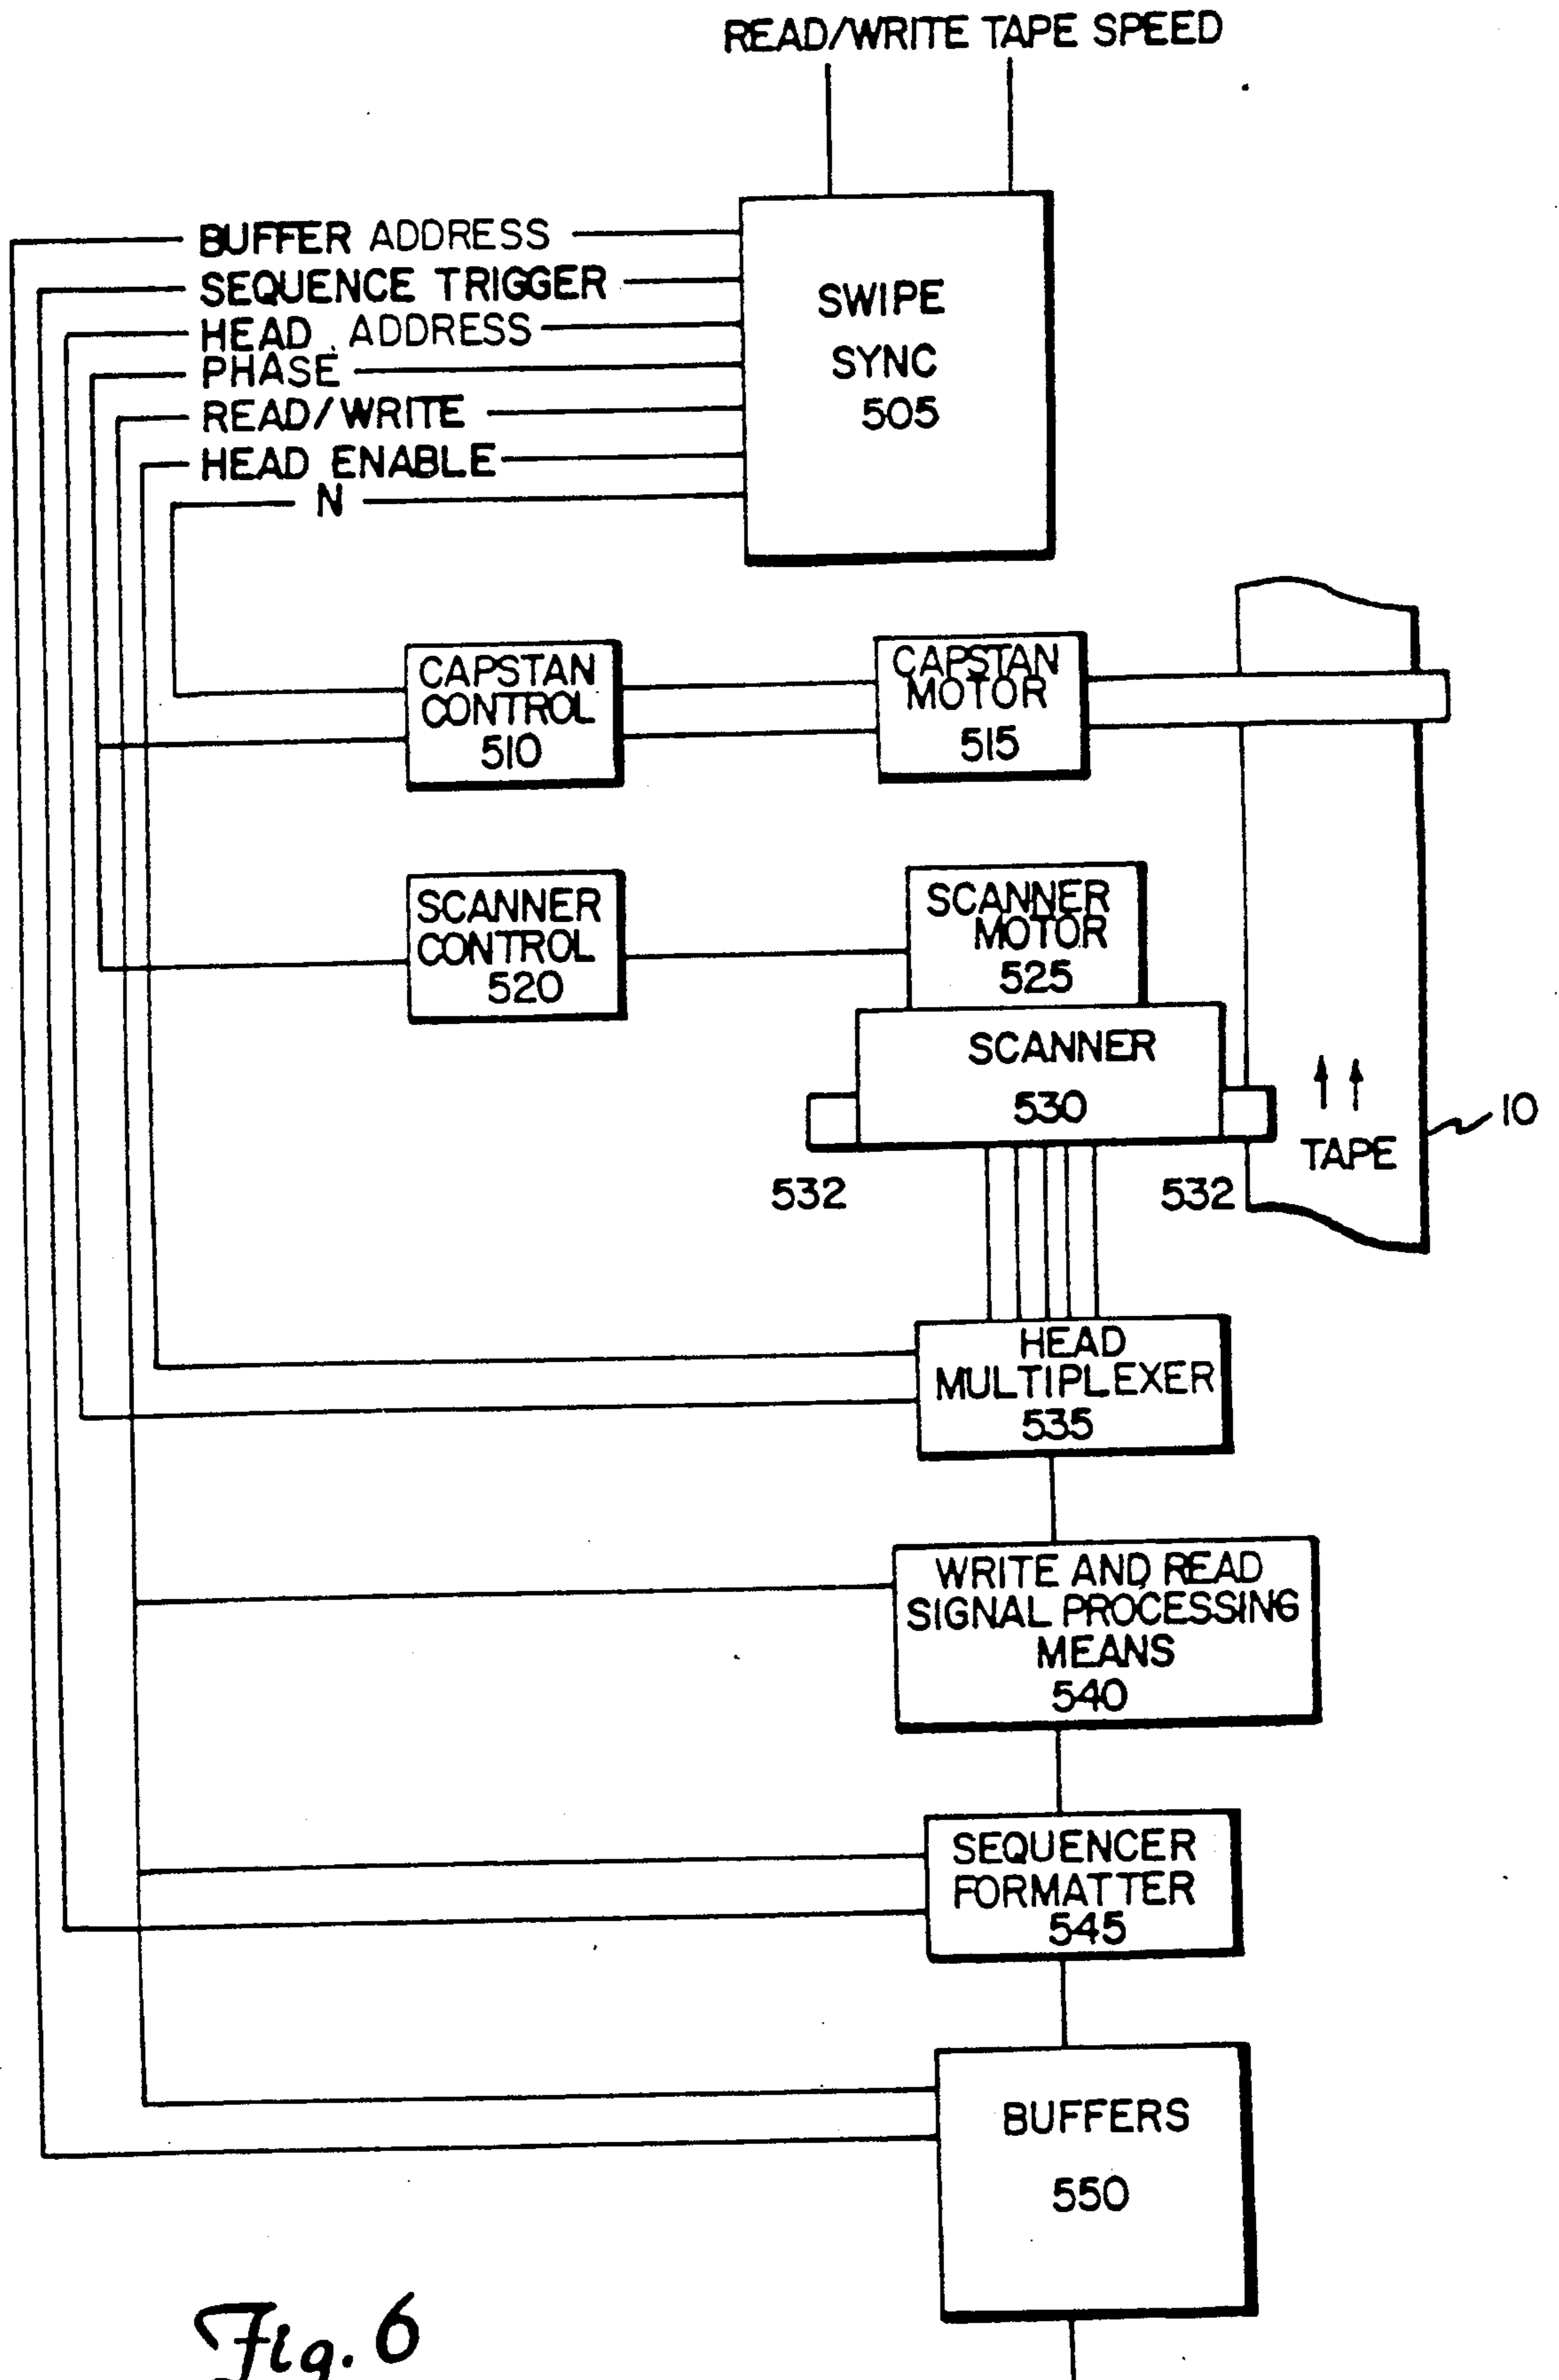 READ/WRITE TAPE SPEED
BUFFER ADDRESS
SEQUENCE TRIGGER
HEAD ADDRESS
PHASE
READ/WRITE
HEAD ENABLE
N
SWIPE
SYNC
505
CAPSTAN
CONTROL
510
CAPSTAN
MOTOR
515
SCANNER
CONTROL
520
SCANNER
MOTOR
525
SCANNER
530
532
532
TAPE
10
HEAD
MULTIPLEXER
535
WRITE AND READ
SIGNAL PROCESSING
MEANS
540
SEQUENCER
FORMATTER
545
BUFFERS
550
Fig. 6